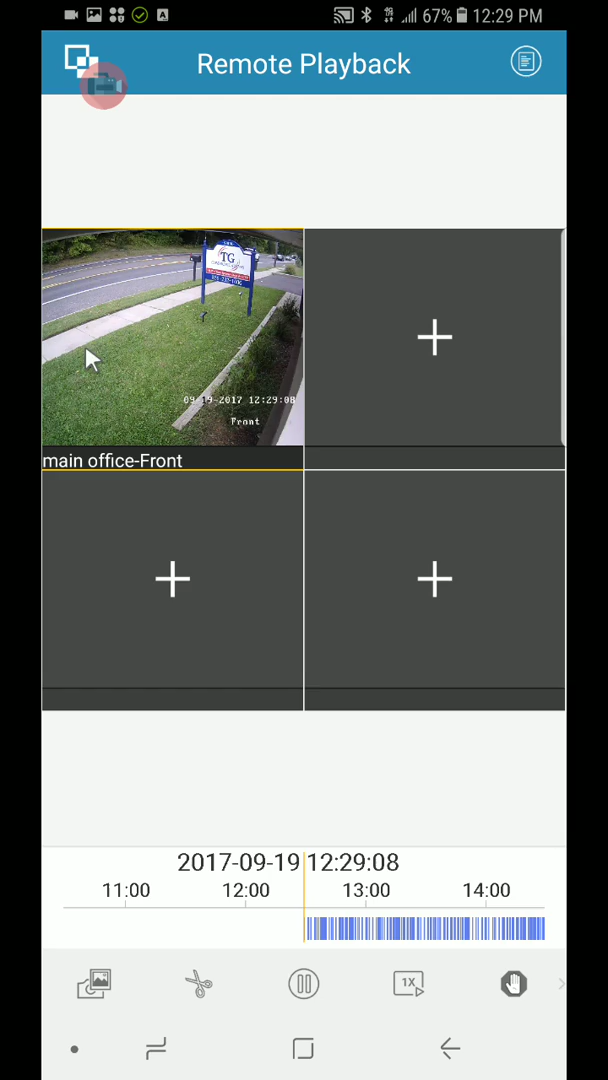 67% 12:29 PM
Remote Playback
TG
09-19-2017 12:29:08
Front
main office-Front
2017-09-19 12:29:08
11:00 12:00 13:00 14:00
1X